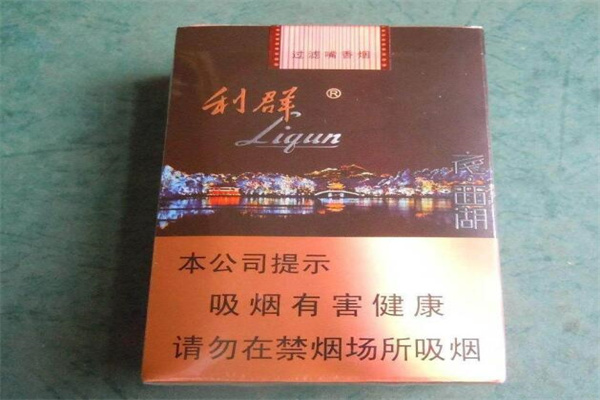 过滤嘴香烟
利群®
Liqun
夜西湖
本公司提示
吸烟有害健康
请勿在禁烟场所吸烟